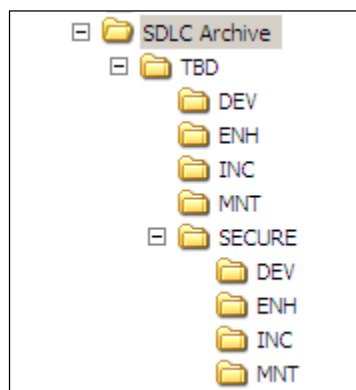 SDLC Archive
TBD
DEV
ENH
INC
MNT
SECURE
DEV
ENH
INC
MNT